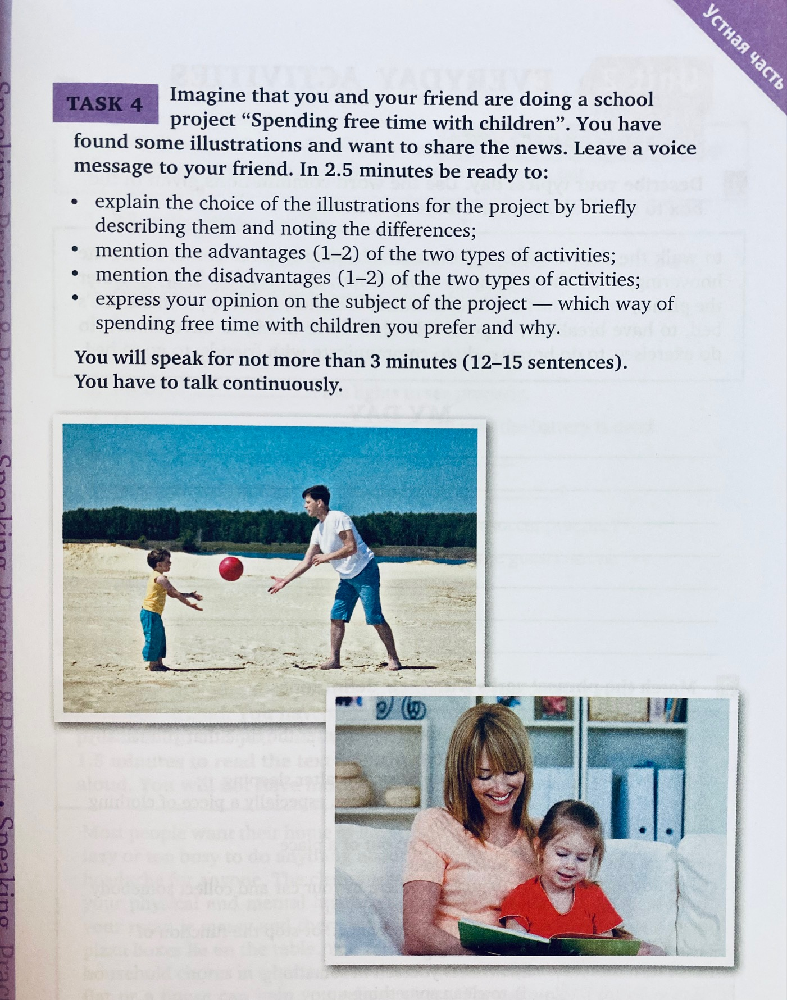 Устная часть
TASK 4
Imagine that you and your friend are doing a school
project “Spending free time with children”. You have
found some illustrations and want to share the news. Leave a voice
message to your friend. In 2.5 minutes be ready to:
• explain the choice of the illustrations for the project by briefly
describing them and noting the differences;
• mention the advantages (1–2) of the two types of activities;
• mention the disadvantages (1–2) of the two types of activities;
• express your opinion on the subject of the project — which way of
spending free time with children you prefer and why.
You will speak for not more than 3 minutes (12–15 sentences).
You have to talk continuously.
Speaking Practice & Result • Speaking Practice & Result • Speaking